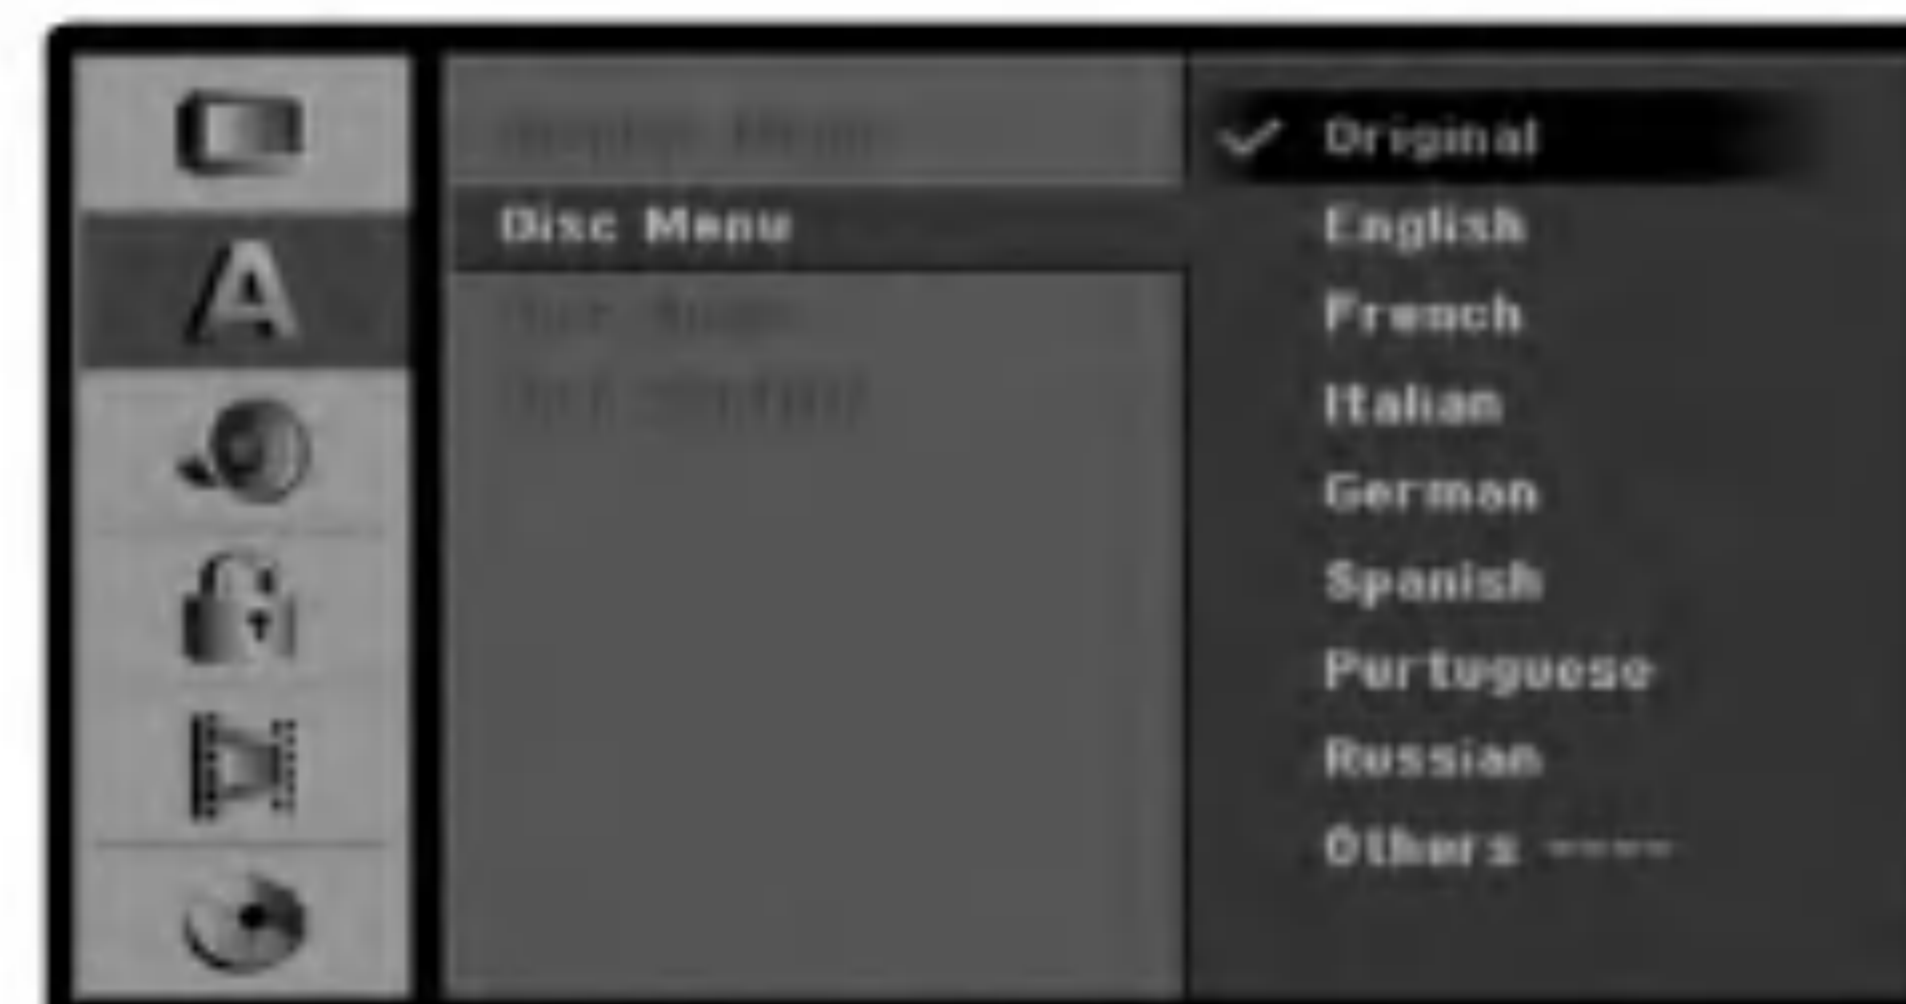 A
Disc Menu
✓ Original
English
French
Italian
German
Spanish
Portuguese
Russian
Others ----